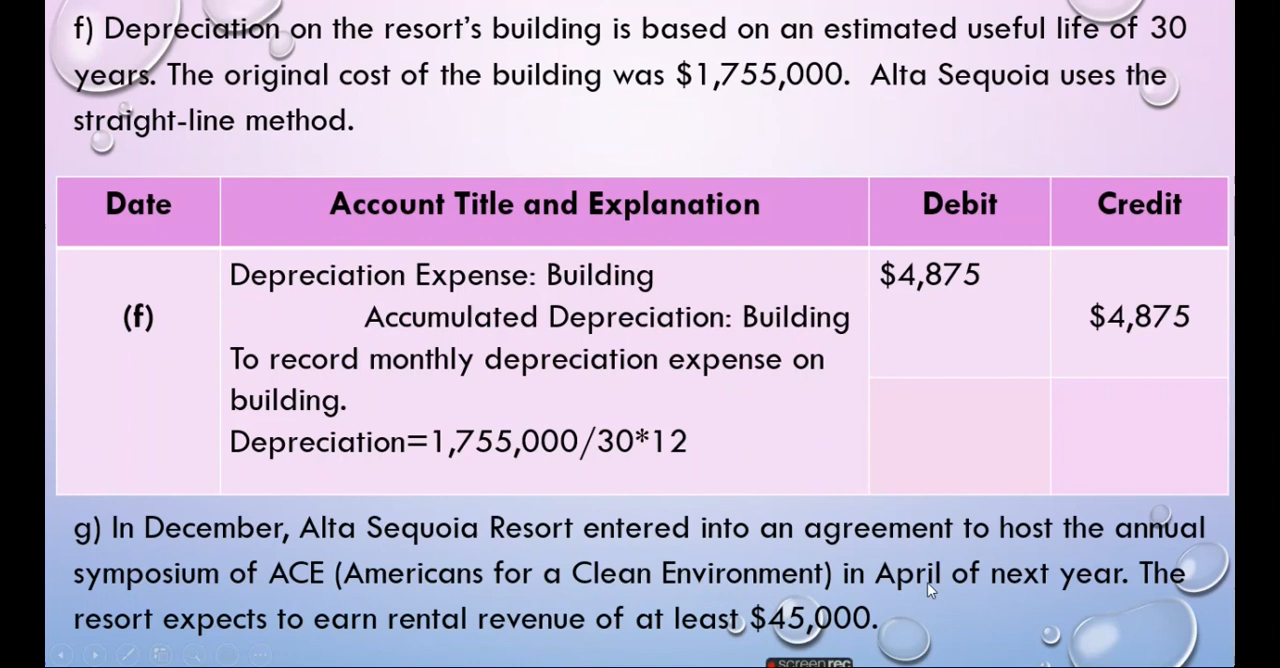 f) Depreciation on the resort’s building is based on an estimated useful life of 30
years. The original cost of the building was $1,755,000. Alta Sequoia uses the
straight-line method.
Date Account Title and Explanation Debit Credit
Depreciation Expense: Building $4,875
(f) Accumulated Depreciation: Building $4,875
To record monthly depreciation expense on
building.
Depreciation=1,755,000/30*12
g) In December, Alta Sequoia Resort entered into an agreement to host the annual
symposium of ACE (Americans for a Clean Environment) in April of next year. The
resort expects to earn rental revenue of at least $45,000.
screenrec